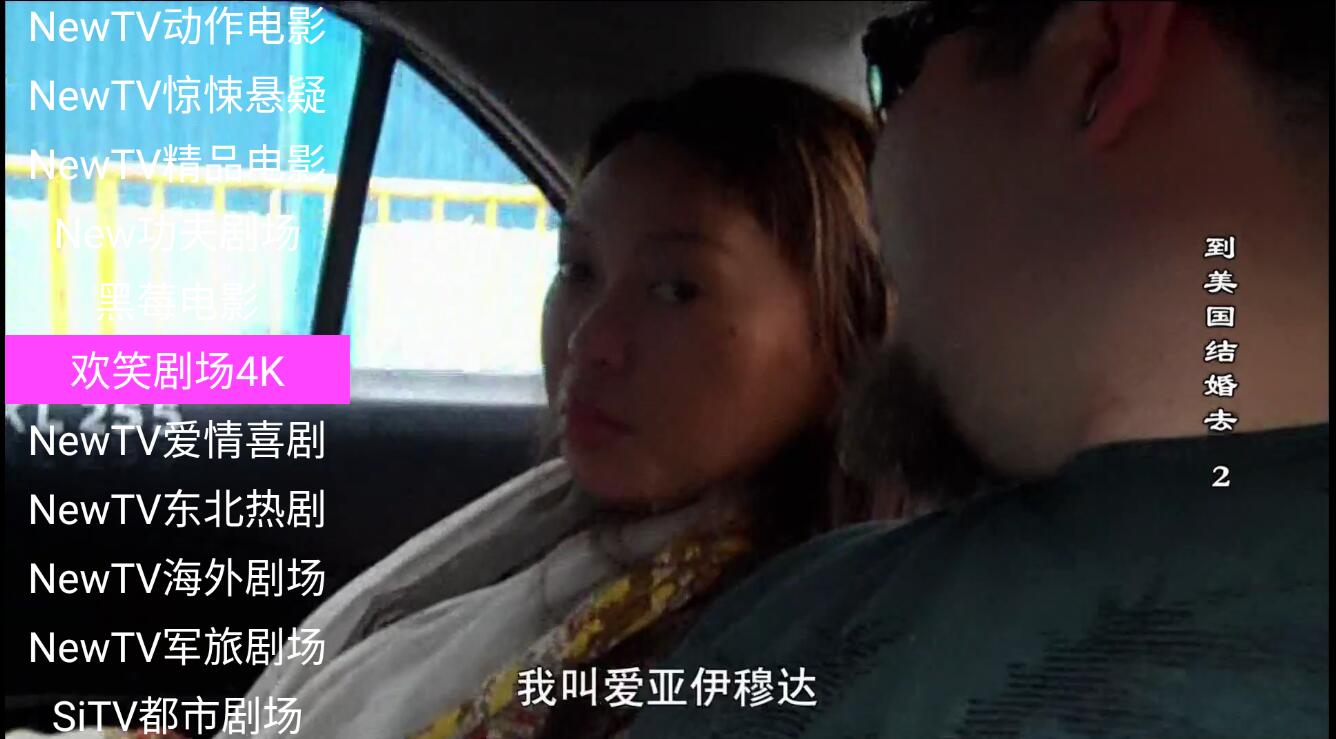 NewTV动作电影
NewTV惊悚悬疑
NewTV精品电影
New功夫剧场
黑莓电影
欢笑剧场4K
NewTV爱情喜剧
NewTV东北热剧
NewTV海外剧场
NewTV军旅剧场
SiTV都市剧场
到美国结婚去 2
我叫爱亚伊穆达